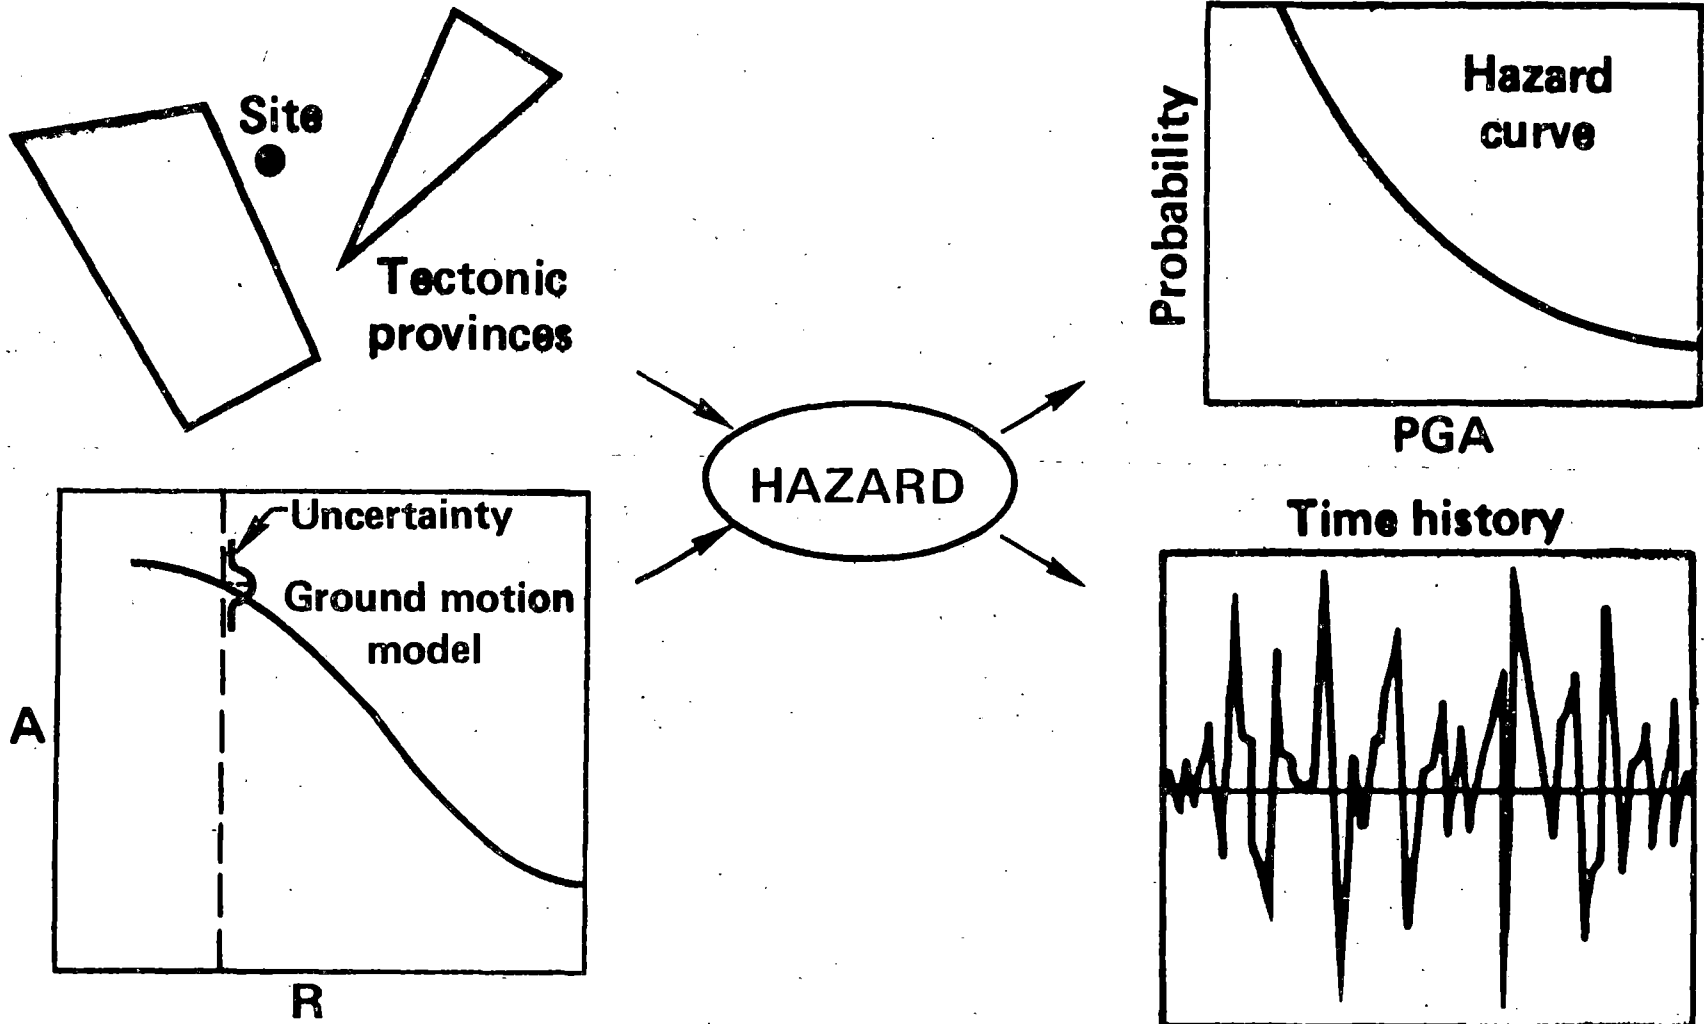 Site
Tectonic
provinces
Uncertainty
Ground motion
model
A
R
HAZARD
Hazard
curve
Probability
PGA
Time history